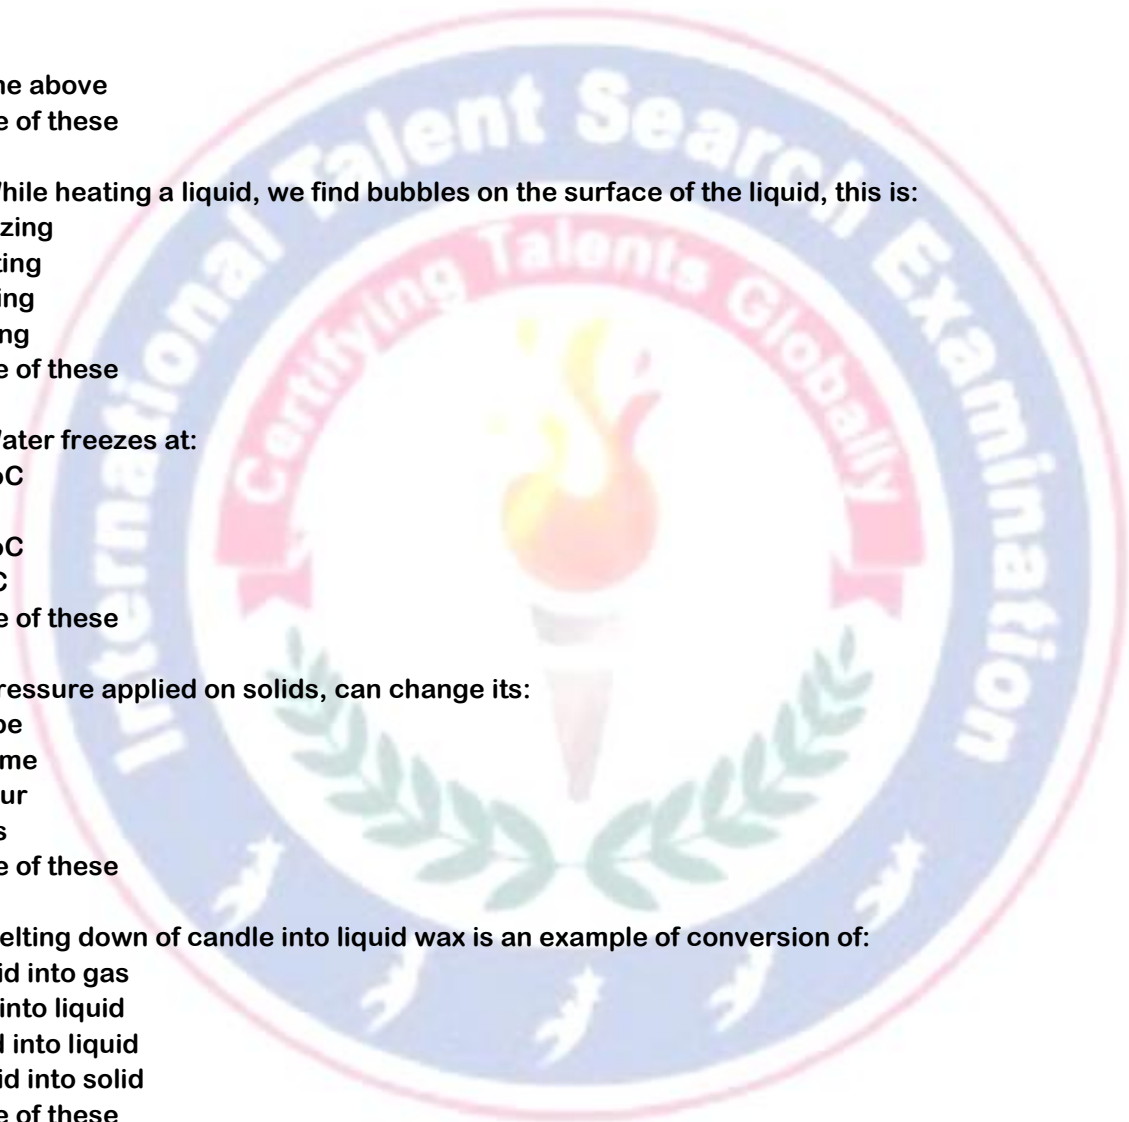 ne above
e of these
While heating a liquid, we find bubbles on the surface of the liquid, this is:
zing
ting
ing
ng
e of these
Water freezes at:
oC
oC
C
e of these
ressure applied on solids, can change its:
pe
me
ur
s
e of these
elting down of candle into liquid wax is an example of conversion of:
id into gas
into liquid
d into liquid
id into solid
e of these
International Talent Search Examination
Certifying Talents Globally